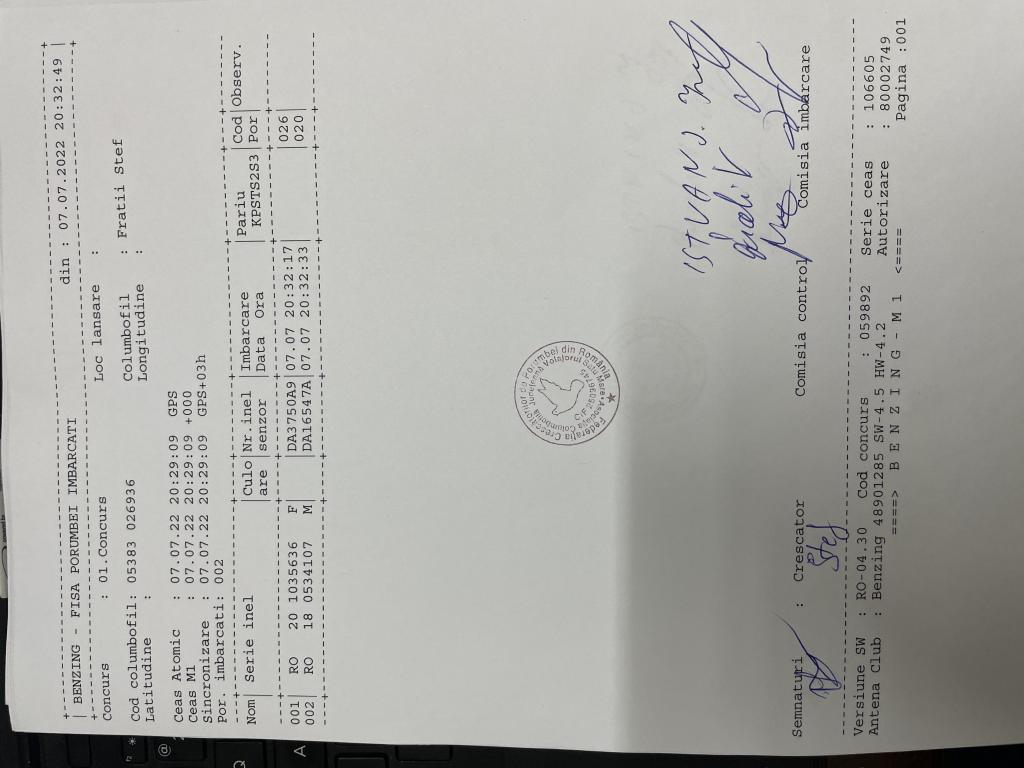 BENZING - FISA PORUMBEI IMBARCATI din : 07.07.2022 20:32:49
Concurs : 01.Concurs Loc lansare :
Cod columbofil: 05383 026936 Columbofil : Fratii Stef
Latitudine : Longitudine :
Ceas Atomic : 07.07.22 20:29:09 GPS
Ceas M1 : 07.07.22 20:29:09 +000
Sincronizare : 07.07.22 20:29:09 GPS+03h
Por. imbarcati: 002
Nom| Serie inel |Culo|Nr inel |Imbarcare |Pariu |Cod|Observ.
|are |senzor |Data Ora | KPSTS2S3|Por|
001| RO 20 1035636 F| |DA3750A9|07.07 20:32:17| |026|
002| RO 18 0534107 M| |DA16547A|07.07 20:32:33| |020|
Federația Crescătorilor de Porumbei din România
ISTVAN J.
Semnaturi : Crescator Comisia control Comisia imbarcare
Stef
Versiune SW : RO-04.30 Cod concurs : 059892 Serie ceas : 106605
Antena Club : Benzing 48901285 SW-4.5 HW-4.2 Autorizare : 80002749
====> B E N Z I N G - M 1 <==== Pagina :001